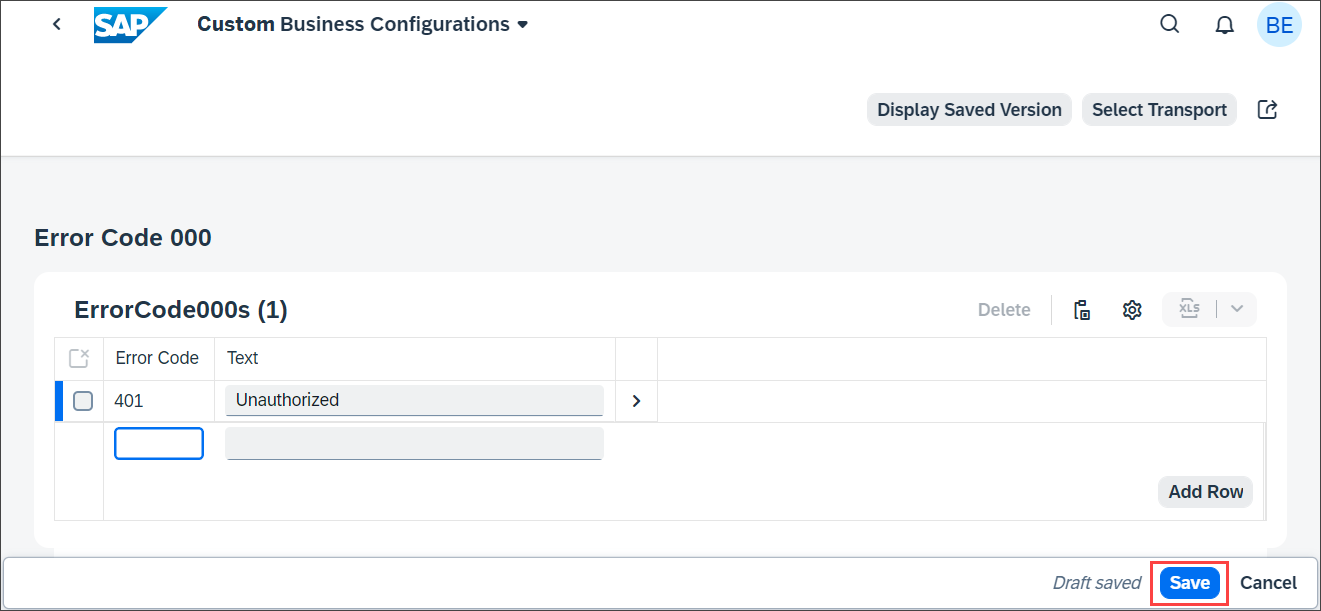 SAP Custom Business Configurations BE
Display Saved Version Select Transport
Error Code 000
ErrorCode000s (1) Delete XLS
Error Code Text
401 Unauthorized
Add Row
Draft saved Save Cancel